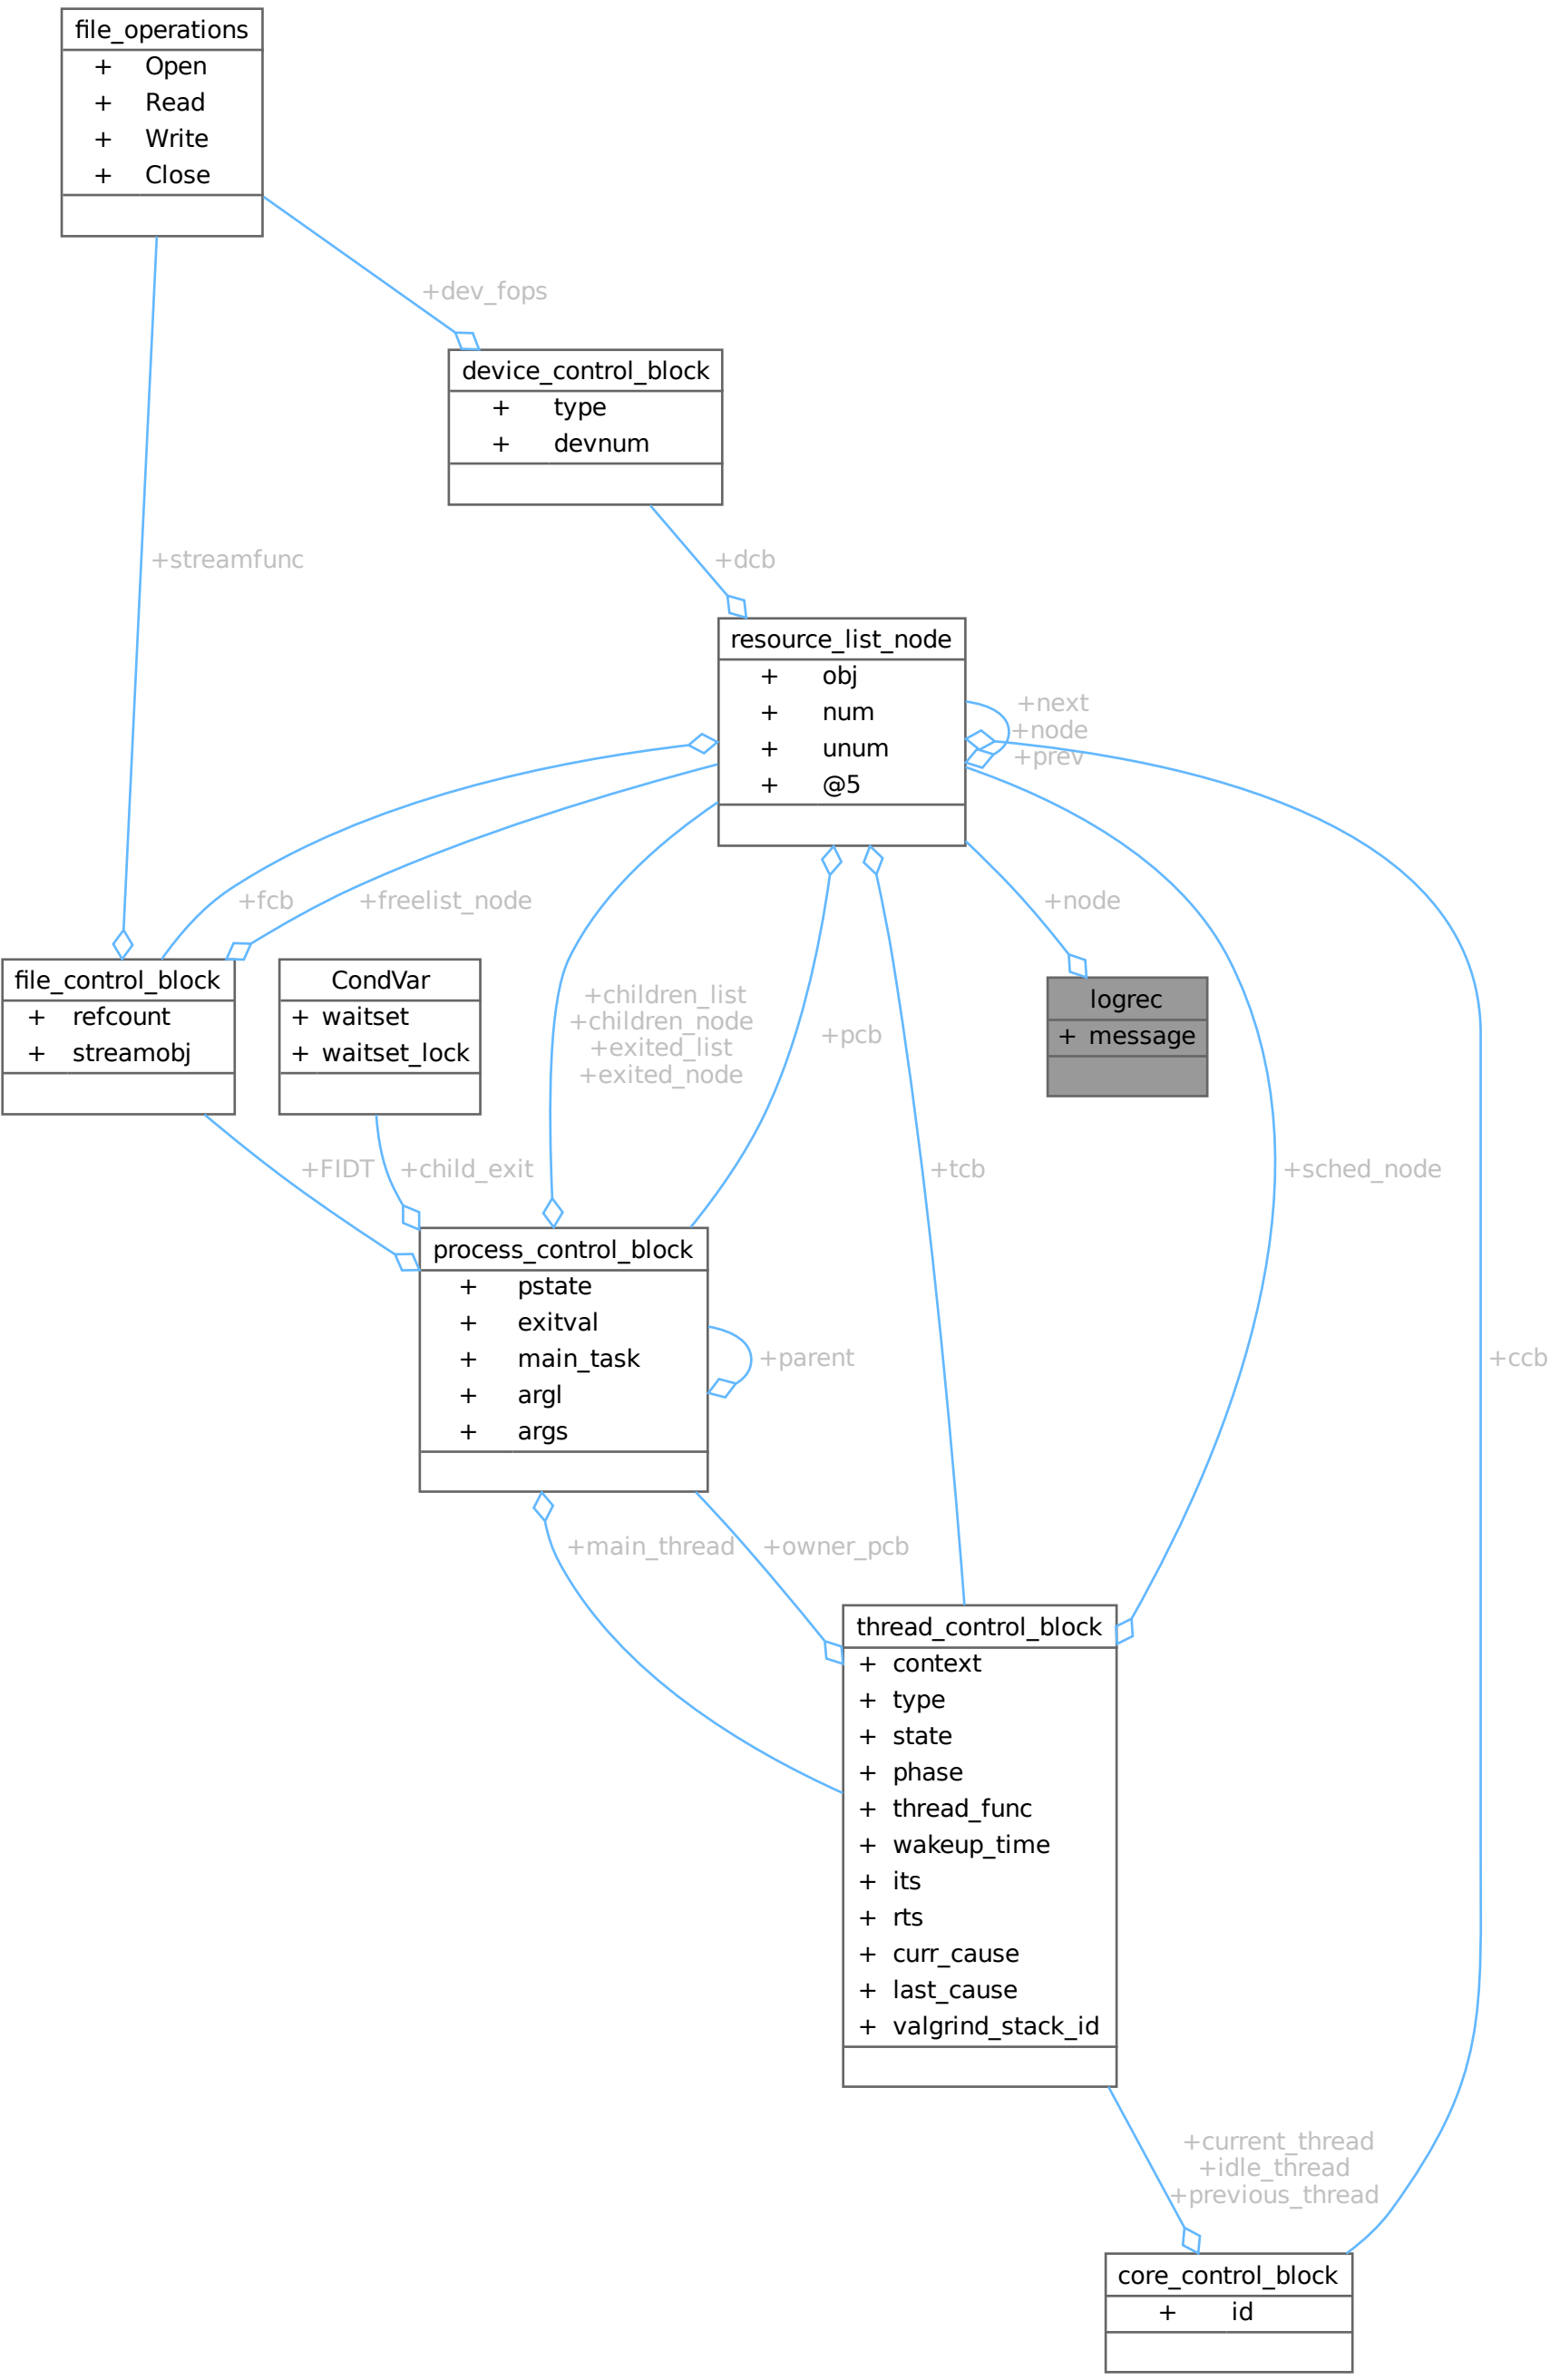 file_operations
+ Open
+ Read
+ Write
+ Close
+dev_fops
device_control_block
+ type
+ devnum
+streamfunc
+dcb
resource_list_node
+ obj
+ num
+ unum
+ @5
+next
+node
+prev
+fcb
+freelist_node
+node
file_control_block
+ refcount
+ streamobj
CondVar
+ waitset
+ waitset_lock
+children_list
+children_node
+exited_list
+exited_node
+pcb
logrec
+ message
+FIDT
+child_exit
+tcb
+sched_node
process_control_block
+ pstate
+ exitval
+ main_task
+ argl
+ args
+parent
+ccb
+main_thread
+owner_pcb
thread_control_block
+ context
+ type
+ state
+ phase
+ thread_func
+ wakeup_time
+ its
+ rts
+ curr_cause
+ last_cause
+ valgrind_stack_id
+current_thread
+idle_thread
+previous_thread
core_control_block
+ id